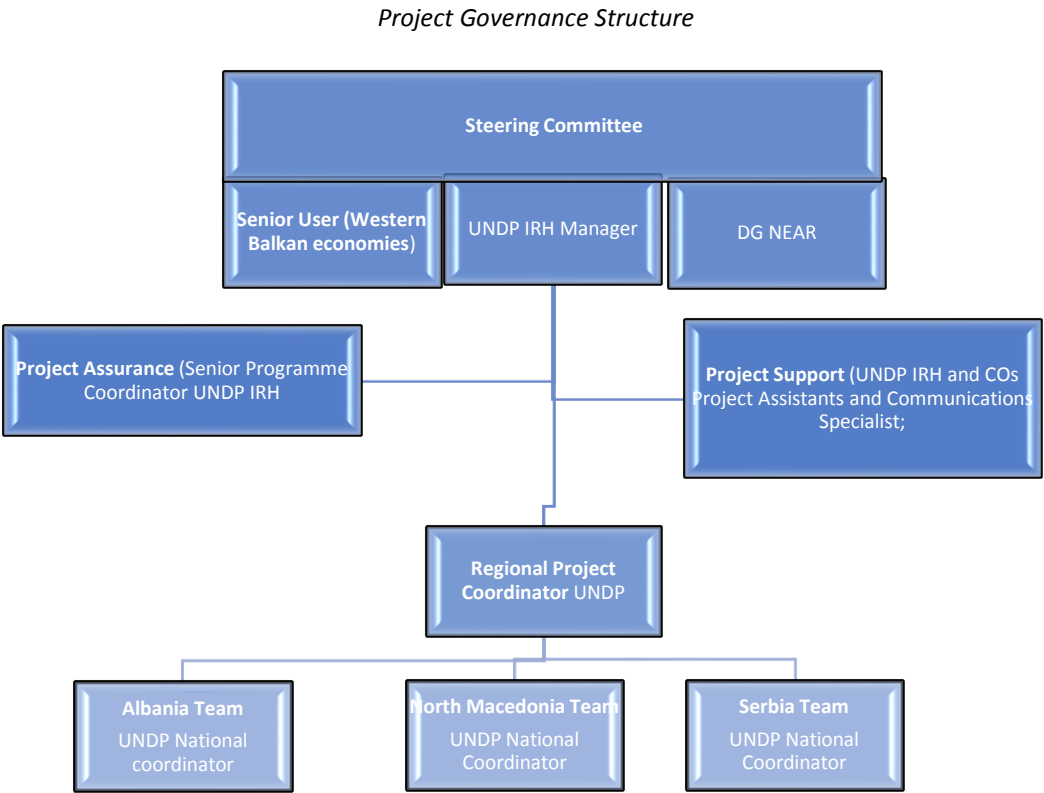 Project Governance Structure
Steering Committee
Senior User (Western
Balkan economies)
UNDP IRH Manager
DG NEAR
Project Assurance (Senior Programme
Coordinator UNDP IRH
Project Support (UNDP IRH and COs
Project Assistants and Communications
Specialist;
Regional Project
Coordinator UNDP
Albania Team
UNDP National
coordinator
North Macedonia Team
UNDP National
Coordinator
Serbia Team
UNDP National
Coordinator